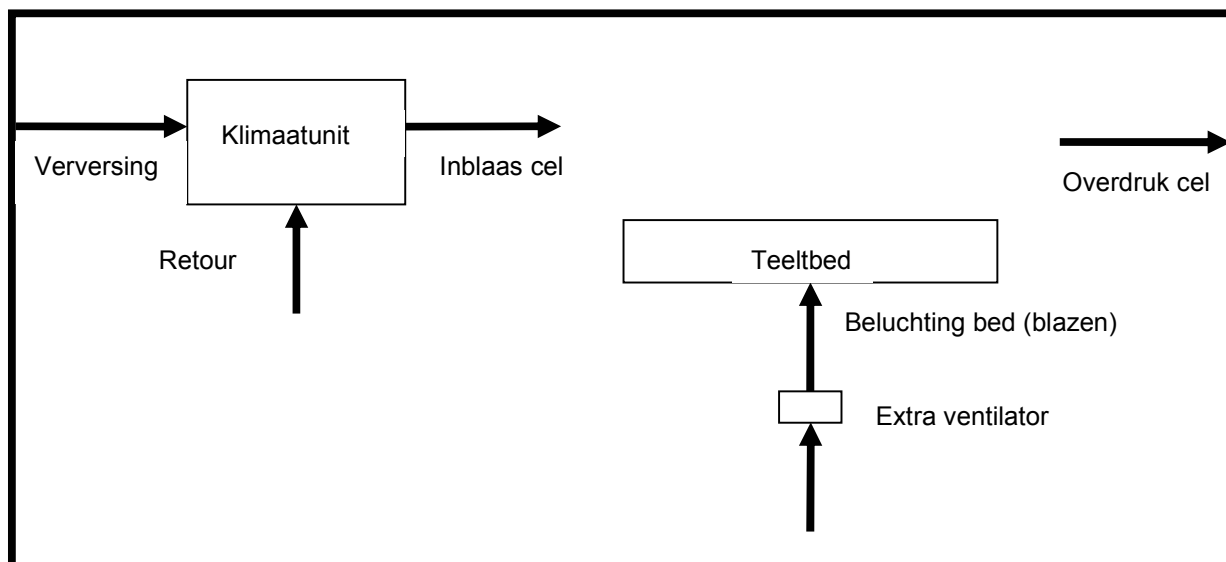 Klimaatunit
Verversing
Inblaas cel
Overdruk cel
Retour
Teeltbed
Beluchting bed (blazen)
Extra ventilator